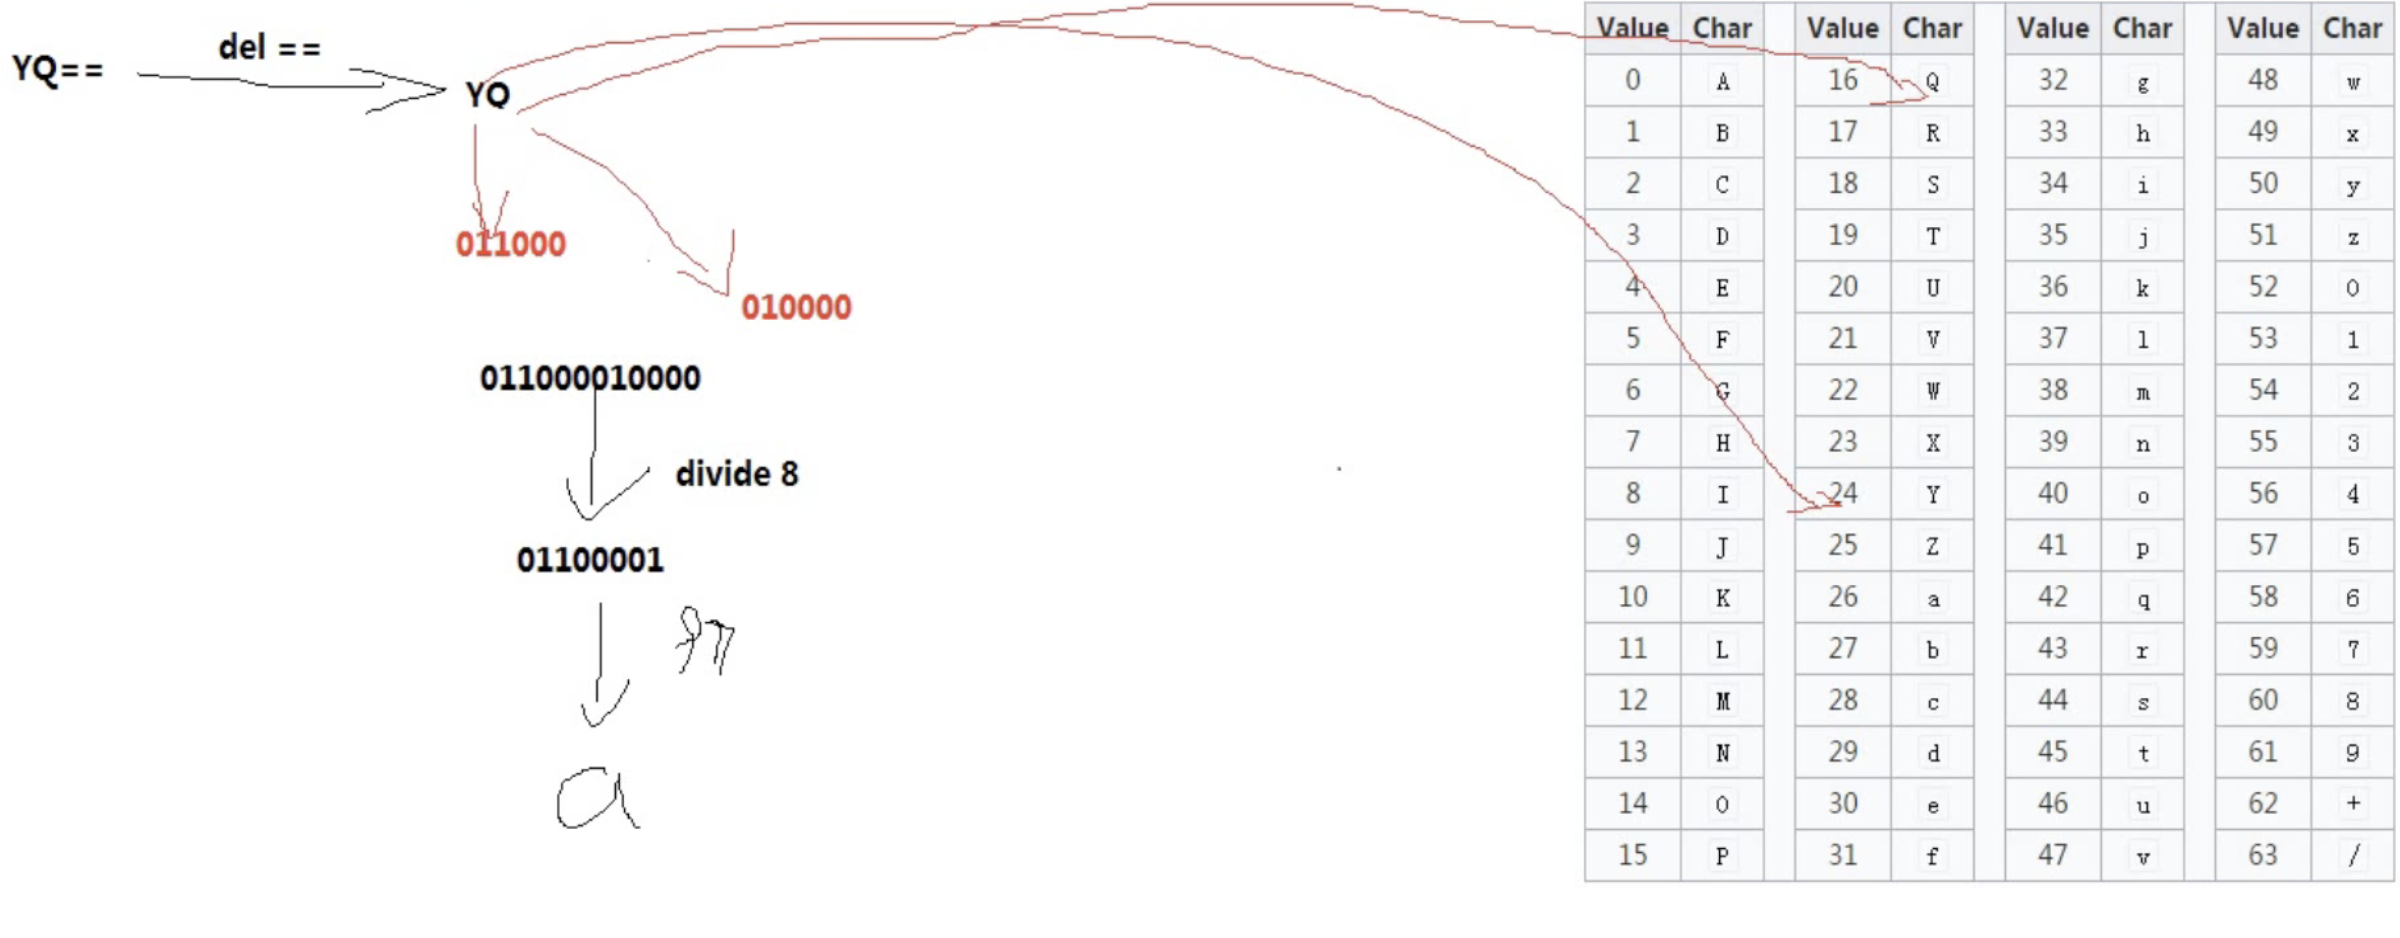 YQ==
del ==
YQ
011000
010000
011000010000
divide 8
01100001
97
a
Value Char Value Char Value Char Value Char
0 A 16 Q 32 g 48 w
1 B 17 R 33 h 49 x
2 C 18 S 34 i 50 y
3 D 19 T 35 j 51 z
4 E 20 U 36 k 52 0
5 F 21 V 37 l 53 1
6 G 22 W 38 m 54 2
7 H 23 X 39 n 55 3
8 I 24 Y 40 o 56 4
9 J 25 Z 41 p 57 5
10 K 26 a 42 q 58 6
11 L 27 b 43 r 59 7
12 M 28 c 44 s 60 8
13 N 29 d 45 t 61 9
14 O 30 e 46 u 62 +
15 P 31 f 47 v 63 /